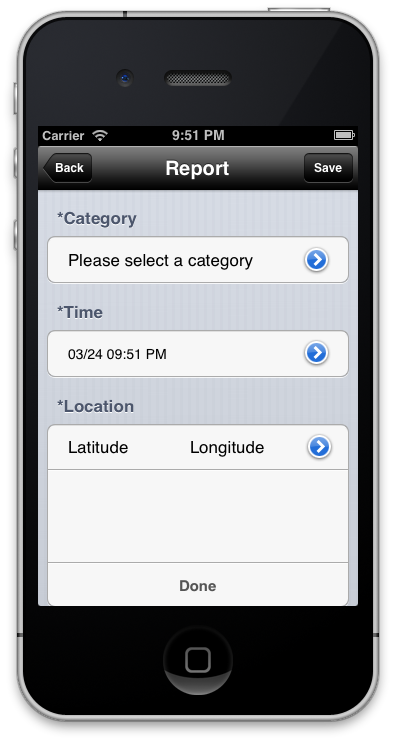 Carrier 9:51 PM
Back Report Save
*Category
Please select a category
*Time
03/24 09:51 PM
*Location
Latitude Longitude
Done